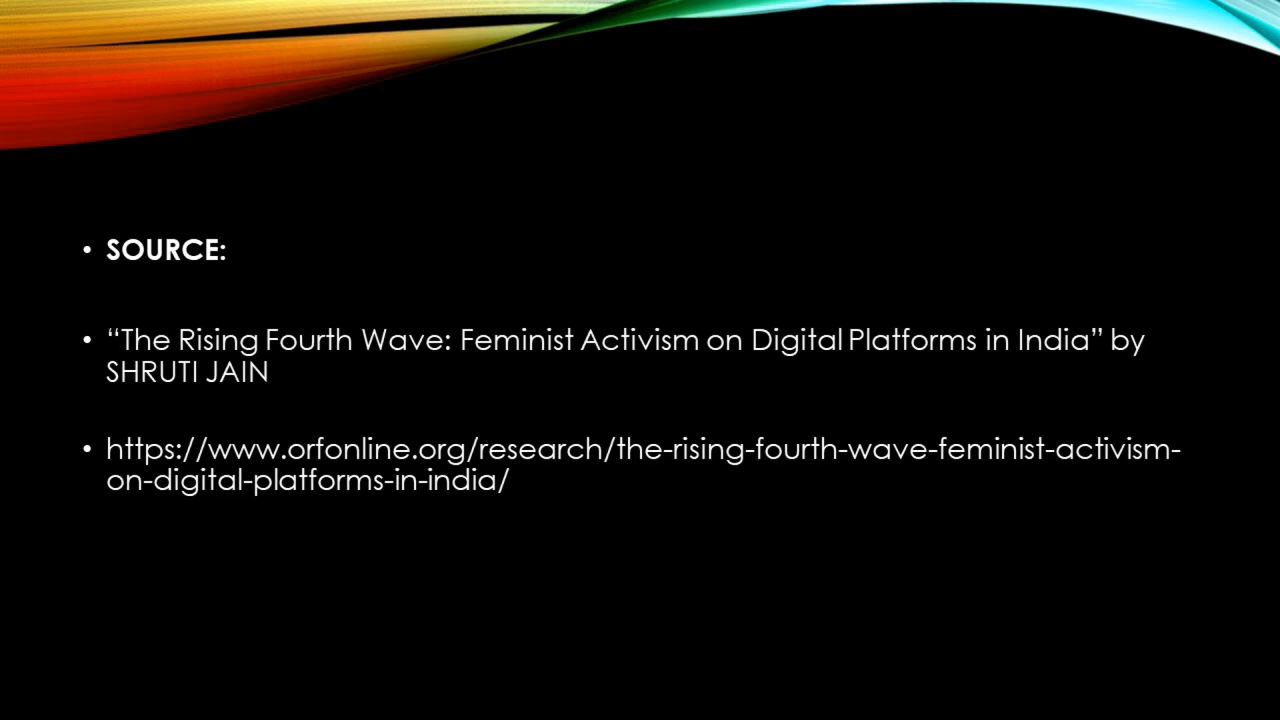 • SOURCE:
• “The Rising Fourth Wave: Feminist Activism on Digital Platforms in India” by
SHRUTI JAIN
• https://www.orfonline.org/research/the-rising-fourth-wave-feminist-activism-
on-digital-platforms-in-india/